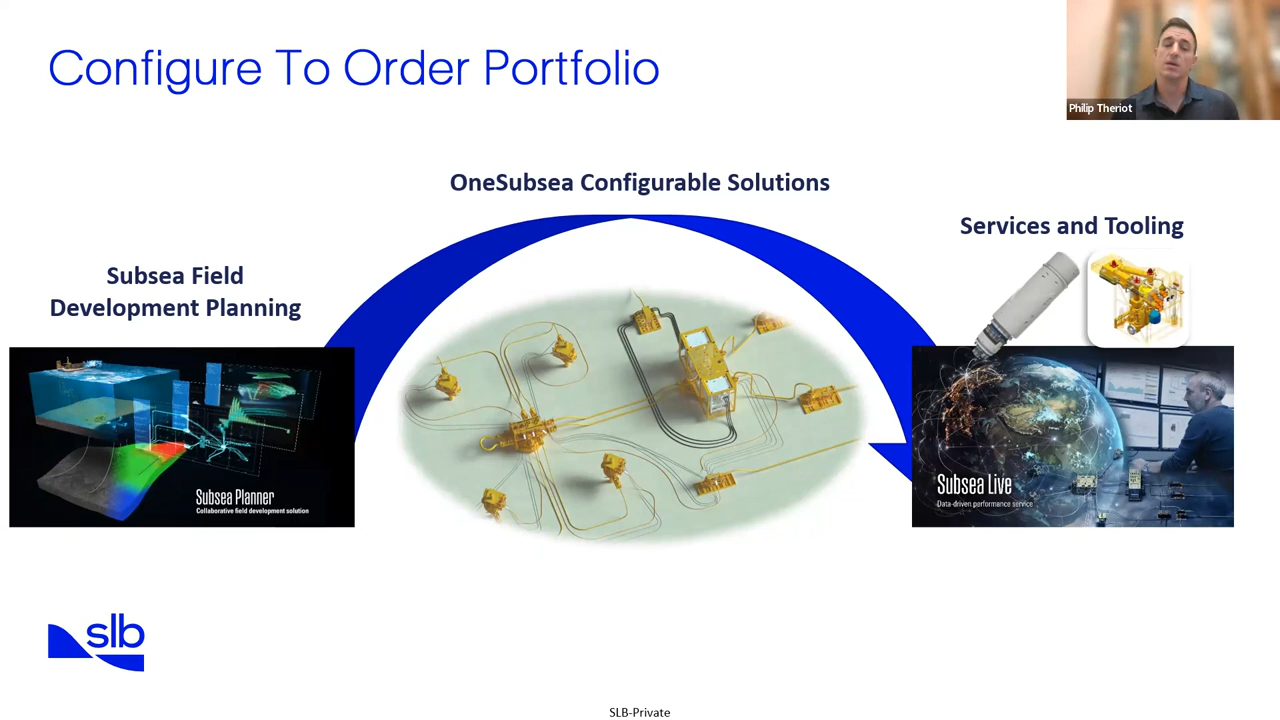 Configure To Order Portfolio
Philip Theriot
OneSubsea Configurable Solutions
Services and Tooling
Subsea Field
Development Planning
Subsea Planner
Collaborative field development solution
Subsea Live
Data-driven performance service
slb
SLB-Private